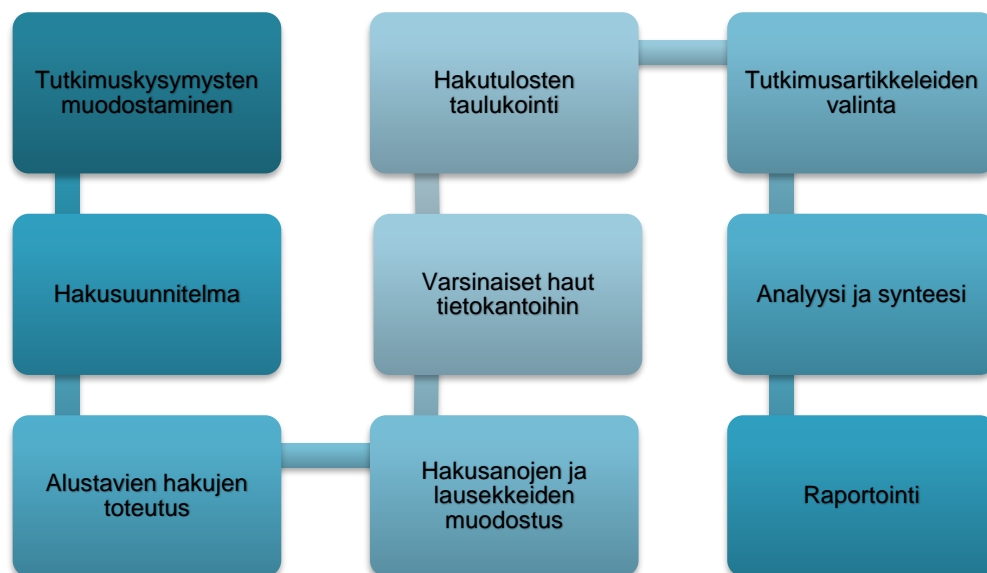 Tutkimuskysymysten
muodostaminen
Hakusuunnitelma
Alustavien hakujen
toteutus
Hakusanojen ja
lausekkeiden
muodostus
Varsinaiset haut
tietokantoihin
Hakutulosten
taulukointi
Tutkimusartikkeleiden
valinta
Analyysi ja synteesi
Raportointi